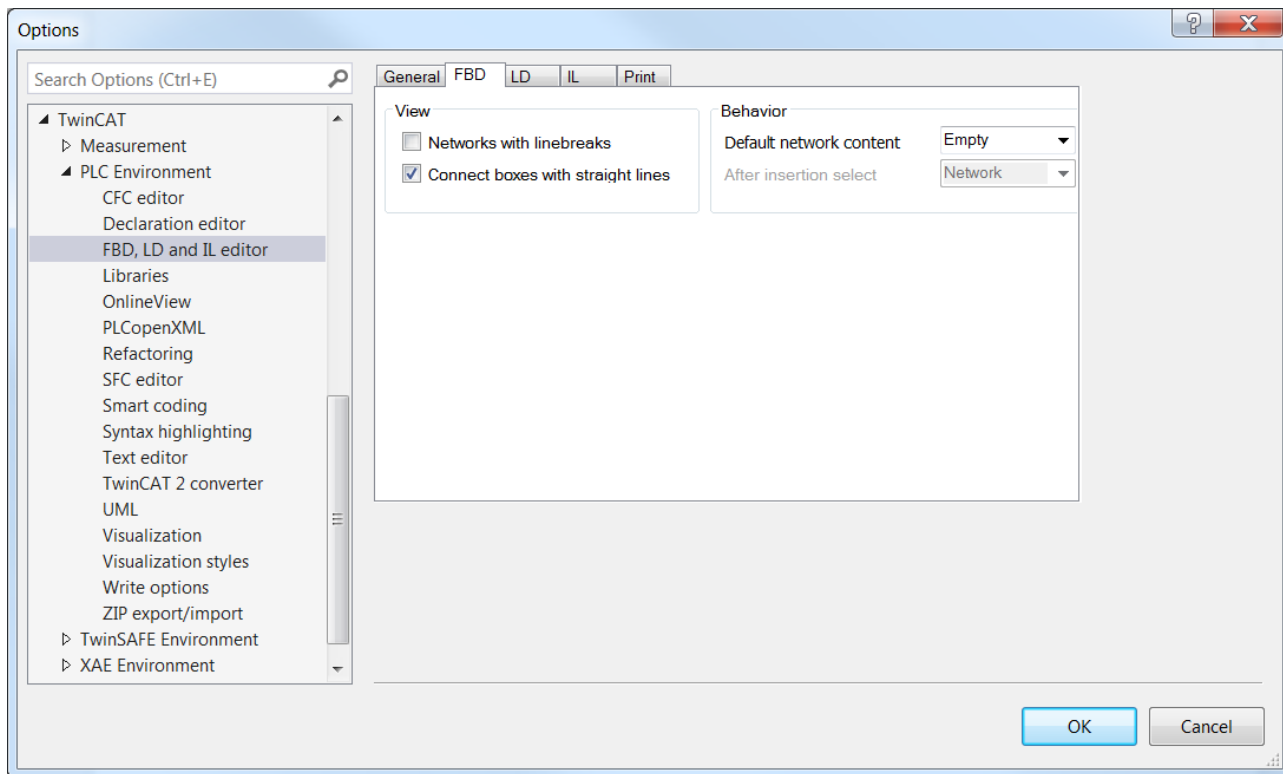 Options
Search Options (Ctrl+E)
TwinCAT
Measurement
PLC Environment
CFC editor
Declaration editor
FBD, LD and IL editor
Libraries
OnlineView
PLCopenXML
Refactoring
SFC editor
Smart coding
Syntax highlighting
Text editor
TwinCAT 2 converter
UML
Visualization
Visualization styles
Write options
ZIP export/import
TwinSAFE Environment
XAE Environment
General FBD LD IL Print
View
Networks with linebreaks
Connect boxes with straight lines
Behavior
Default network content Empty
After insertion select Network
OK Cancel